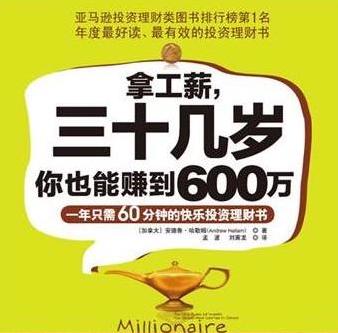 亚马逊投资理财类图书排行榜第1名
年度最好读、最有效的投资理财书
拿工薪，
三十几岁
你也能赚到600万
一年只需60分钟的快乐投资理财书
［加拿大］安德鲁·哈勒姆(Andrew Hallam) 著
孟波 刘寅龙 译
Millionaire